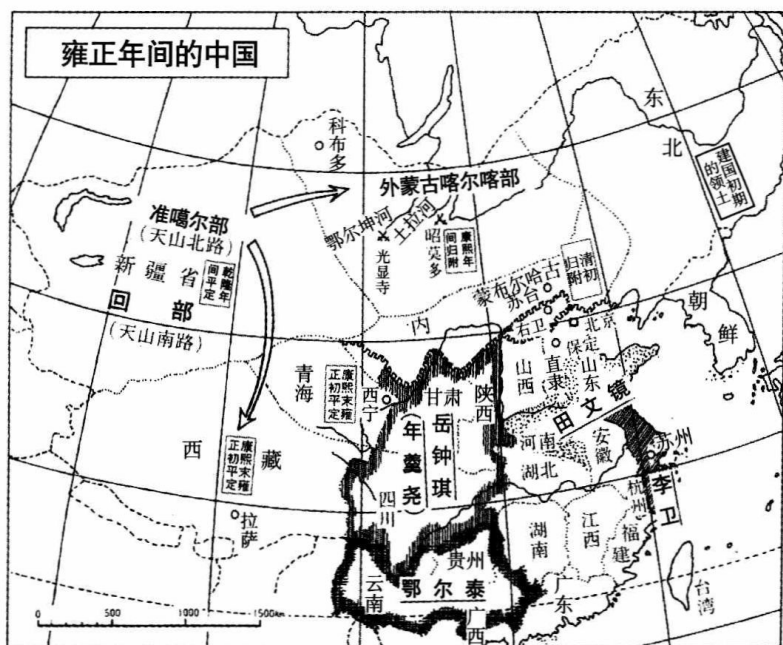 雍正年间的中国
东
北
建国初期的领土
科布多
外蒙古喀尔喀部
准噶尔部
(天山北路)
鄂尔坤河
土拉河
光显寺
昭莫多
康熙年间归附
新疆省
乾隆年间平定
回部
(天山南路)
蒙古
布尔哈苏台
清初归附
内
右卫
北京
保定
朝鲜
直隶
山西
山东
青海
康熙末雍正初平定
西宁
甘肃
陕西
田文镜
岳钟琪
(年羹尧)
河南
安徽
苏州
湖北
西藏
康熙末雍正初平定
四川
杭州
李卫
拉萨
湖南
江西
福建
贵州
云南
鄂尔泰
广西
广东
台湾
0 500 1000 1500km